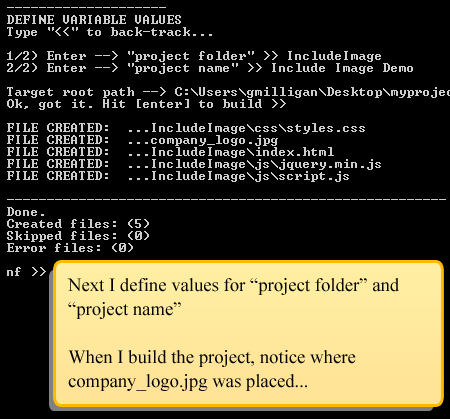 DEFINE VARIABLE VALUES
Type "<<" to back-track...
1/2) Enter --> "project folder" >> IncludeImage
2/2) Enter --> "project name" >> Include Image Demo
Target root path --> C:\Users\gmilligan\Desktop\myprojec
Ok, got it. Hit [enter] to build >>
FILE CREATED:  ...IncludeImage\css\styles.css
FILE CREATED:  ...company_logo.jpg
FILE CREATED:  ...IncludeImage\index.html
FILE CREATED:  ...IncludeImage\js\jquery.min.js
FILE CREATED:  ...IncludeImage\js\script.js
Done.
Created files: (5)
Skipped files: (0)
Error files: (0)
nf >>
Next I define values for “project folder” and
“project name”
When I build the project, notice where
company_logo.jpg was placed...